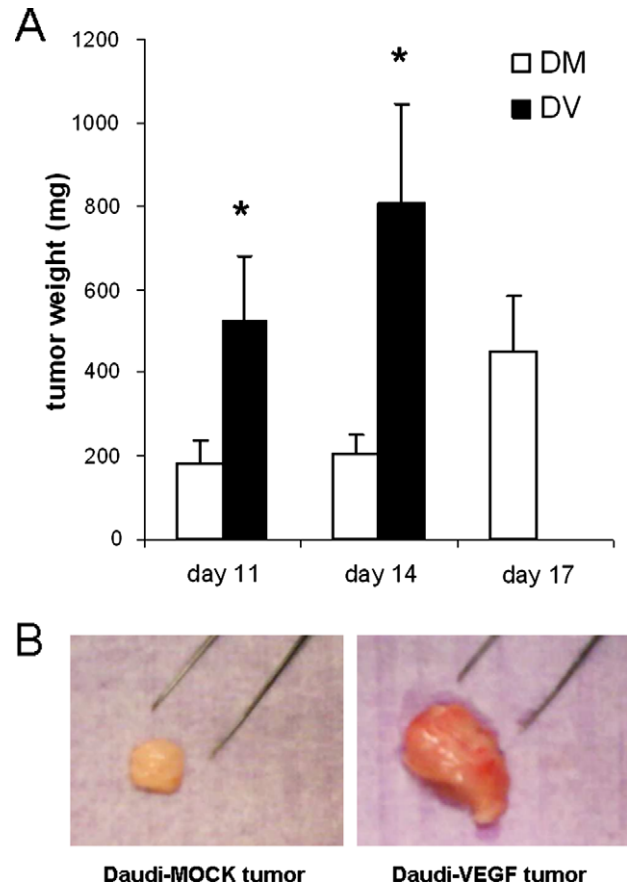 A
1200
1000
800
600
400
200
0
tumor weight (mg)
DM
DV
*
*
day 11 day 14 day 17
B
Daudi-MOCK tumor Daudi-VEGF tumor